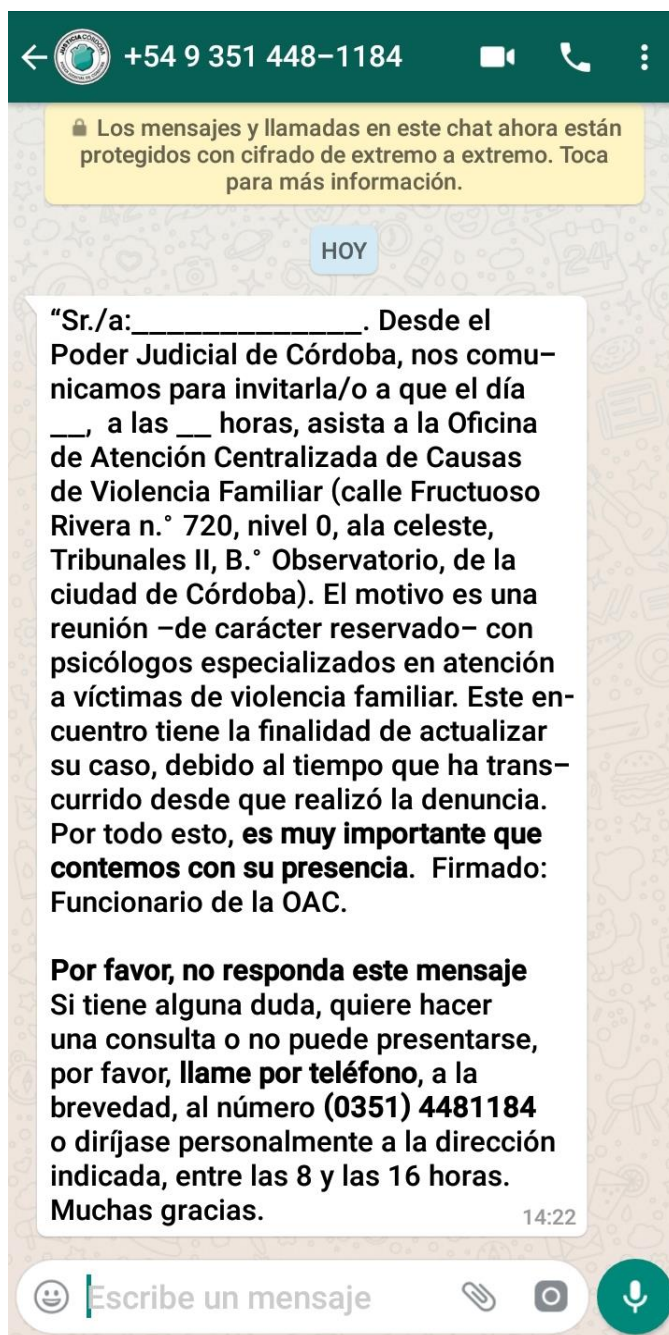 +54 9 351 448–1184
Los mensajes y llamadas en este chat ahora están
protegidos con cifrado de extremo a extremo. Toca
para más información.
HOY
“Sr./a:_____________. Desde el
Poder Judicial de Córdoba, nos comu–
nicamos para invitarla/o a que el día
__, a las __ horas, asista a la Oficina
de Atención Centralizada de Causas
de Violencia Familiar (calle Fructuoso
Rivera n.° 720, nivel 0, ala celeste,
Tribunales II, B.° Observatorio, de la
ciudad de Córdoba). El motivo es una
reunión –de carácter reservado– con
psicólogos especializados en atención
a víctimas de violencia familiar. Este en-
cuentro tiene la finalidad de actualizar
su caso, debido al tiempo que ha trans–
currido desde que realizó la denuncia.
Por todo esto, es muy importante que
contemos con su presencia. Firmado:
Funcionario de la OAC.
Por favor, no responda este mensaje
Si tiene alguna duda, quiere hacer
una consulta o no puede presentarse,
por favor, llame por teléfono, a la
brevedad, al número (0351) 4481184
o diríjase personalmente a la dirección
indicada, entre las 8 y las 16 horas.
Muchas gracias.
14:22
Escribe un mensaje